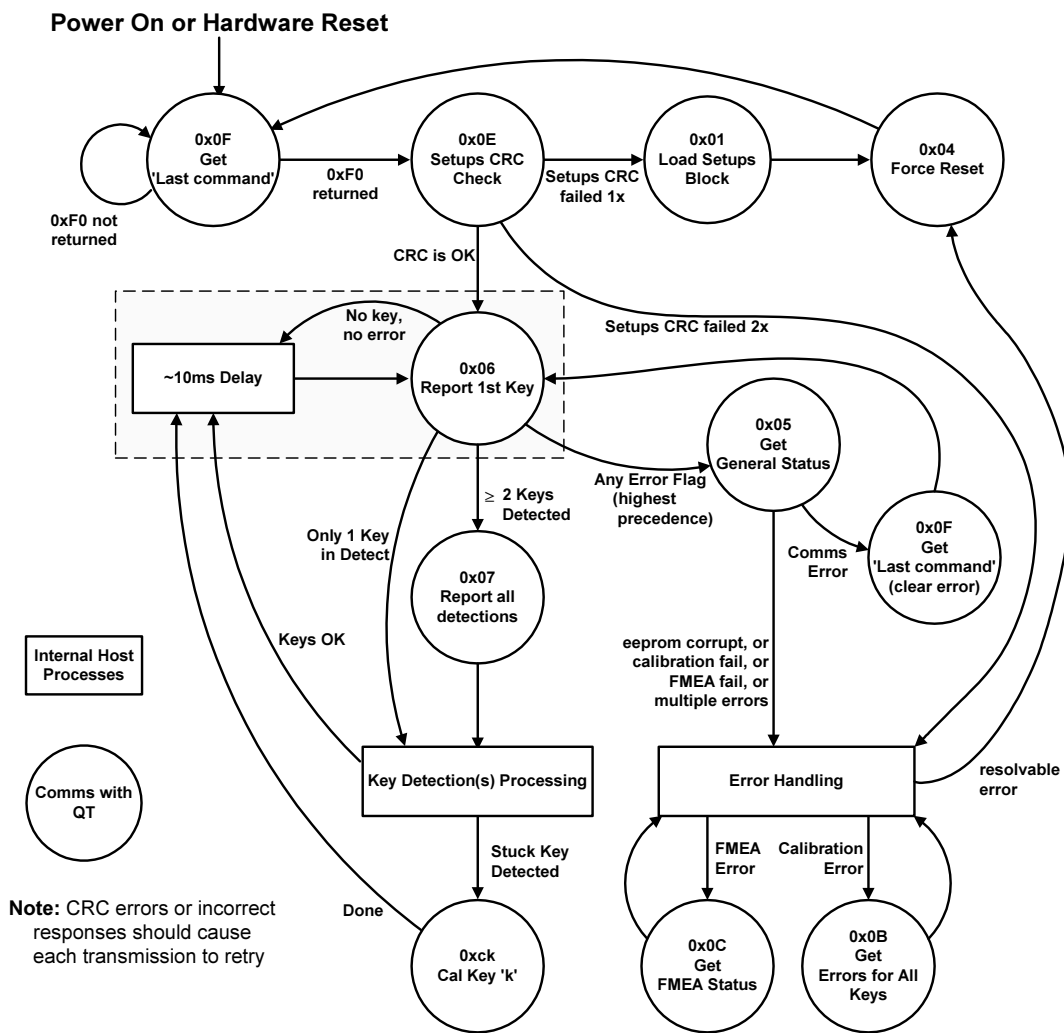 Power On or Hardware Reset
0x0F
Get
'Last command'
0xF0
returned
0x0E
Setups CRC
Check
Setups CRC
failed 1x
0x01
Load Setups
Block
0x04
Force Reset
0xF0 not
returned
CRC is OK
No key,
no error
~10ms Delay
0x06
Report 1st Key
Setups CRC failed 2x
0x05
Get
General Status
Any Error Flag
(highest
precedence)
≥ 2 Keys
Detected
Only 1 Key
in Detect
0x07
Report all
detections
Comms
Error
0x0F
Get
'Last command'
(clear error)
Keys OK
eeprom corrupt, or
calibration fail, or
FMEA fail, or
multiple errors
Internal Host
Processes
Key Detection(s) Processing
Error Handling
resolvable
error
Comms with
QT
Stuck Key
Detected
FMEA
Error
Calibration
Error
Note: CRC errors or incorrect
responses should cause
each transmission to retry
Done
0xck
Cal Key 'k'
0x0C
Get
FMEA Status
0x0B
Get
Errors for All
Keys